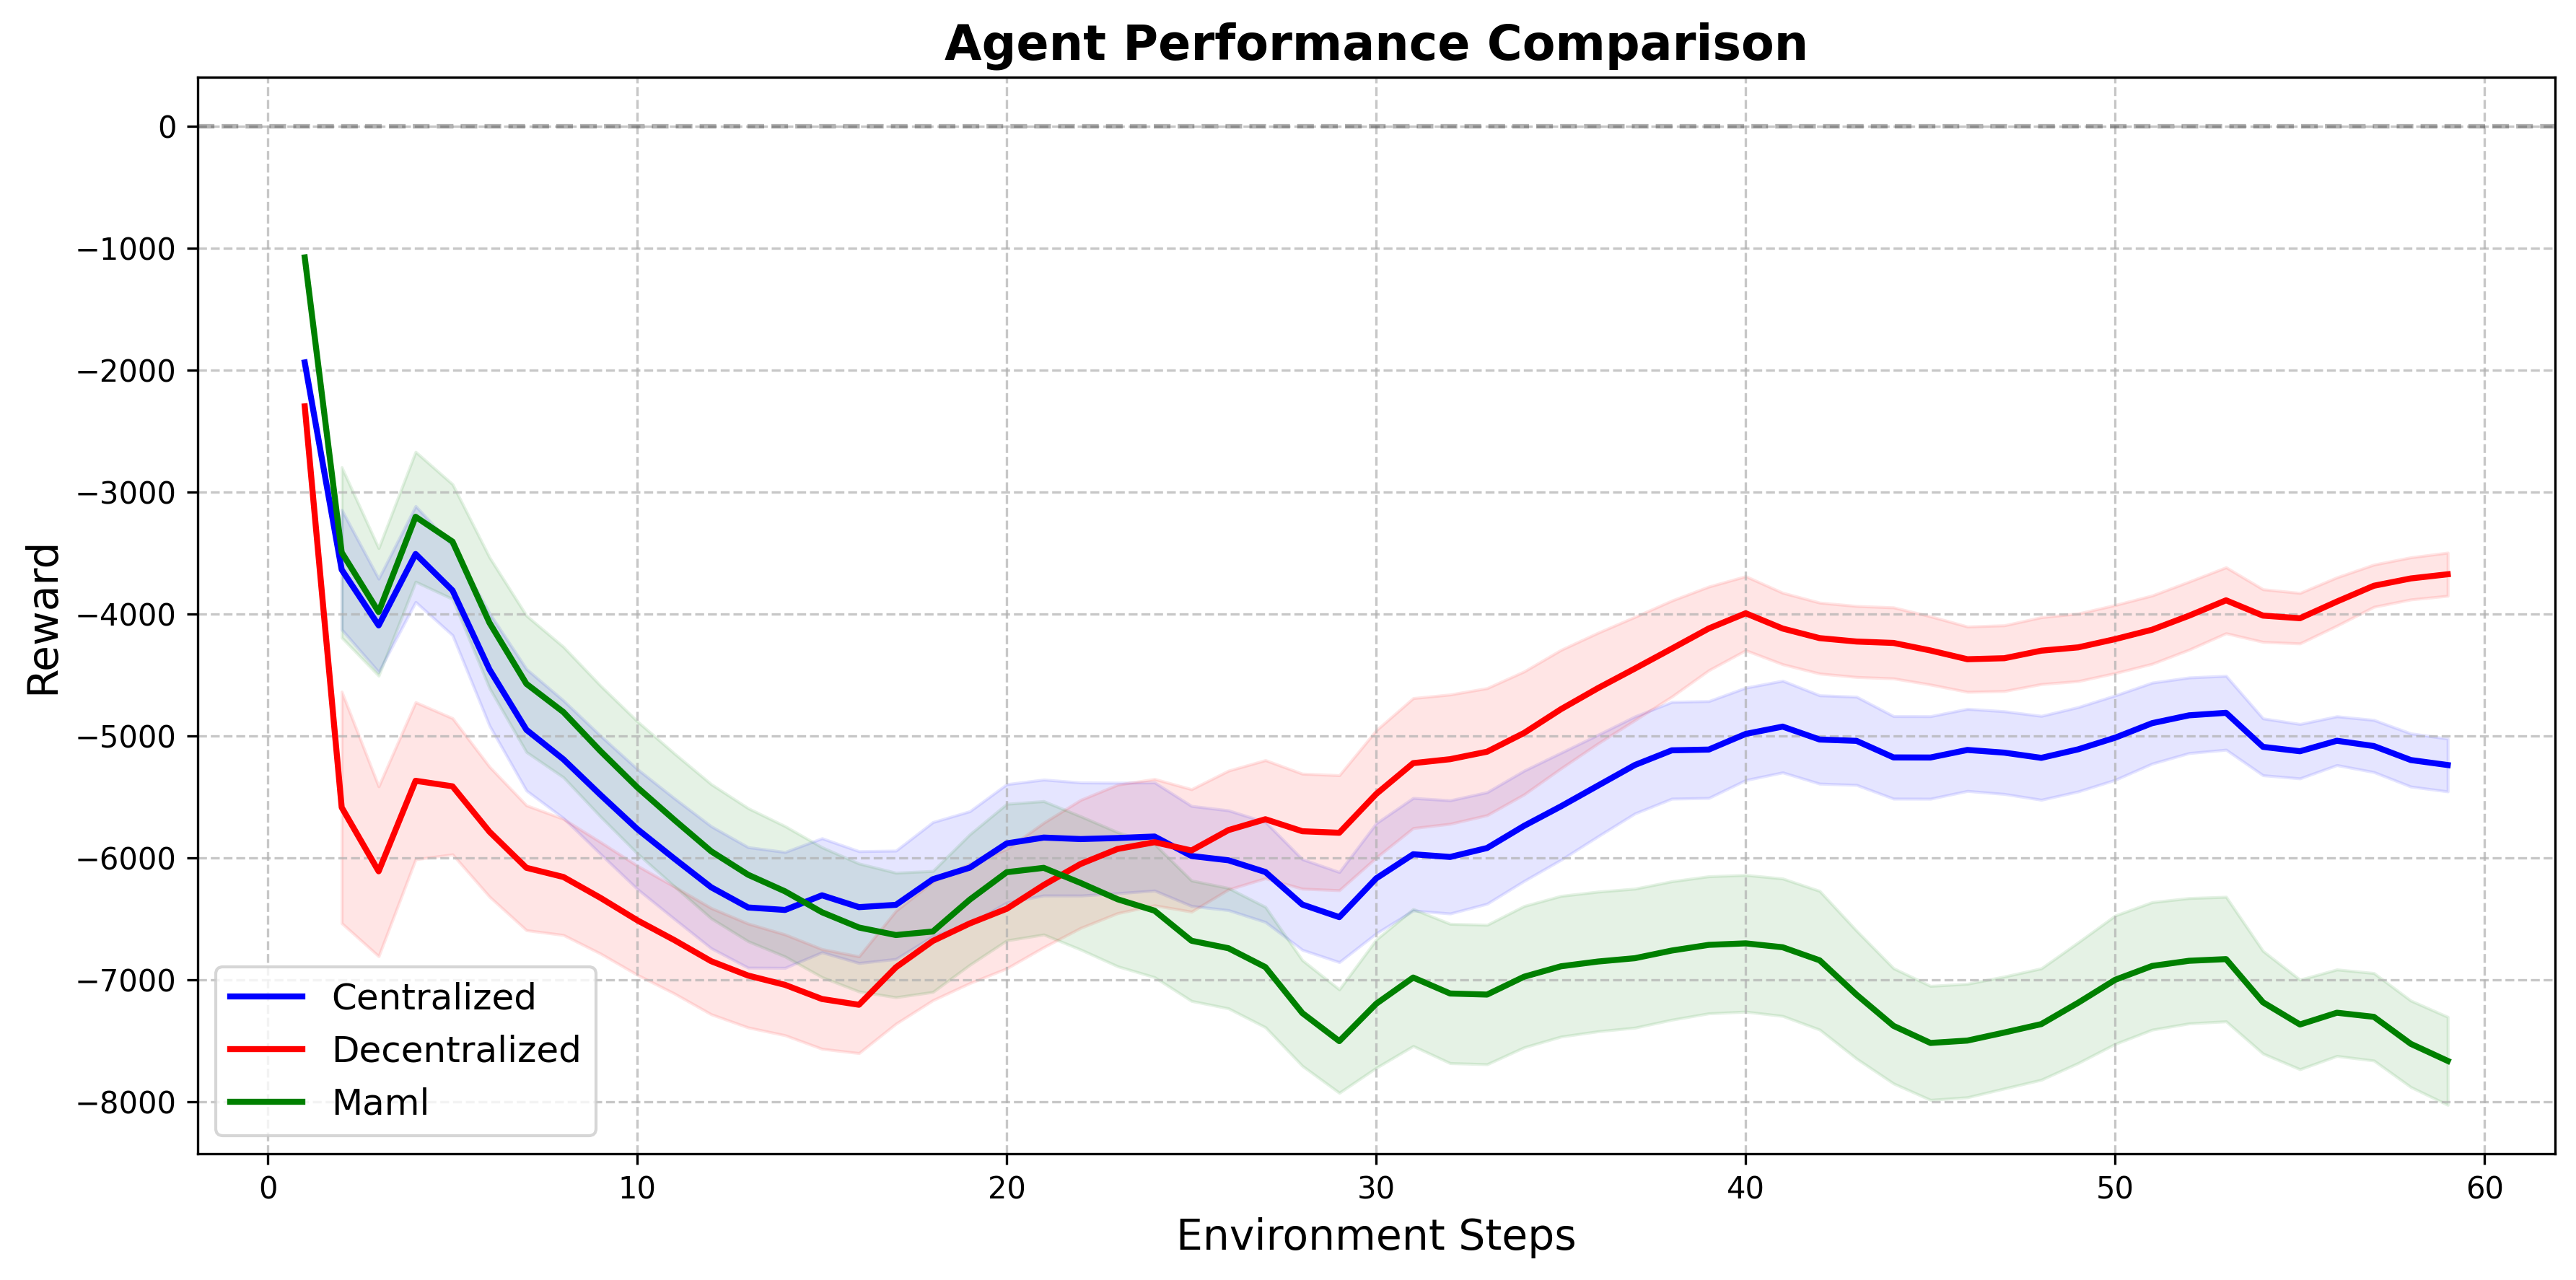 Agent Performance Comparison
0
−1000
−2000
−3000
−4000
−5000
−6000
−7000
−8000
Reward
Centralized
Decentralized
Maml
0 10 20 30 40 50 60
Environment Steps